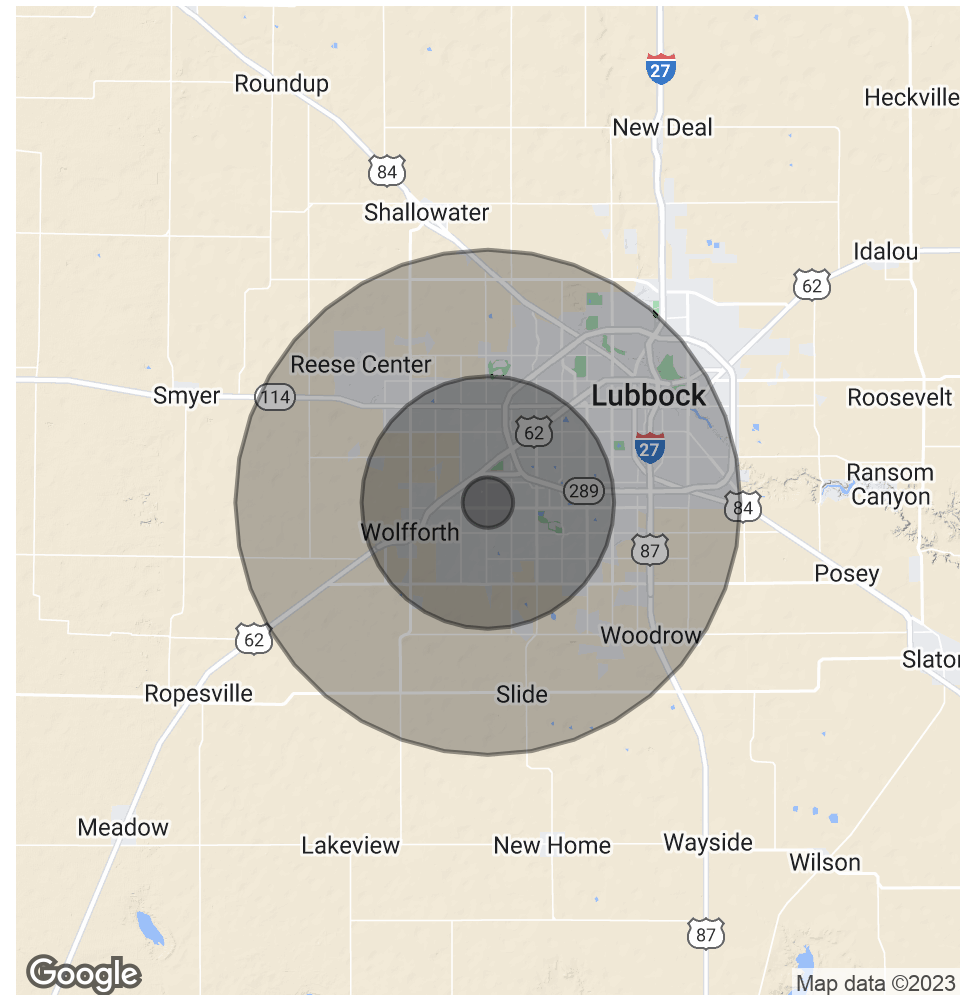 27
Roundup
Heckville
New Deal
84
Shallowater
Idalou
62
Reese Center
Smyer
114
Lubbock
Roosevelt
62
27
Ransom
Canyon
289
84
Wolfforth
87
Posey
62
Woodrow
Slaton
Ropesville
Slide
Meadow
Lakeview
New Home
Wayside
Wilson
87
Google
Map data ©2023